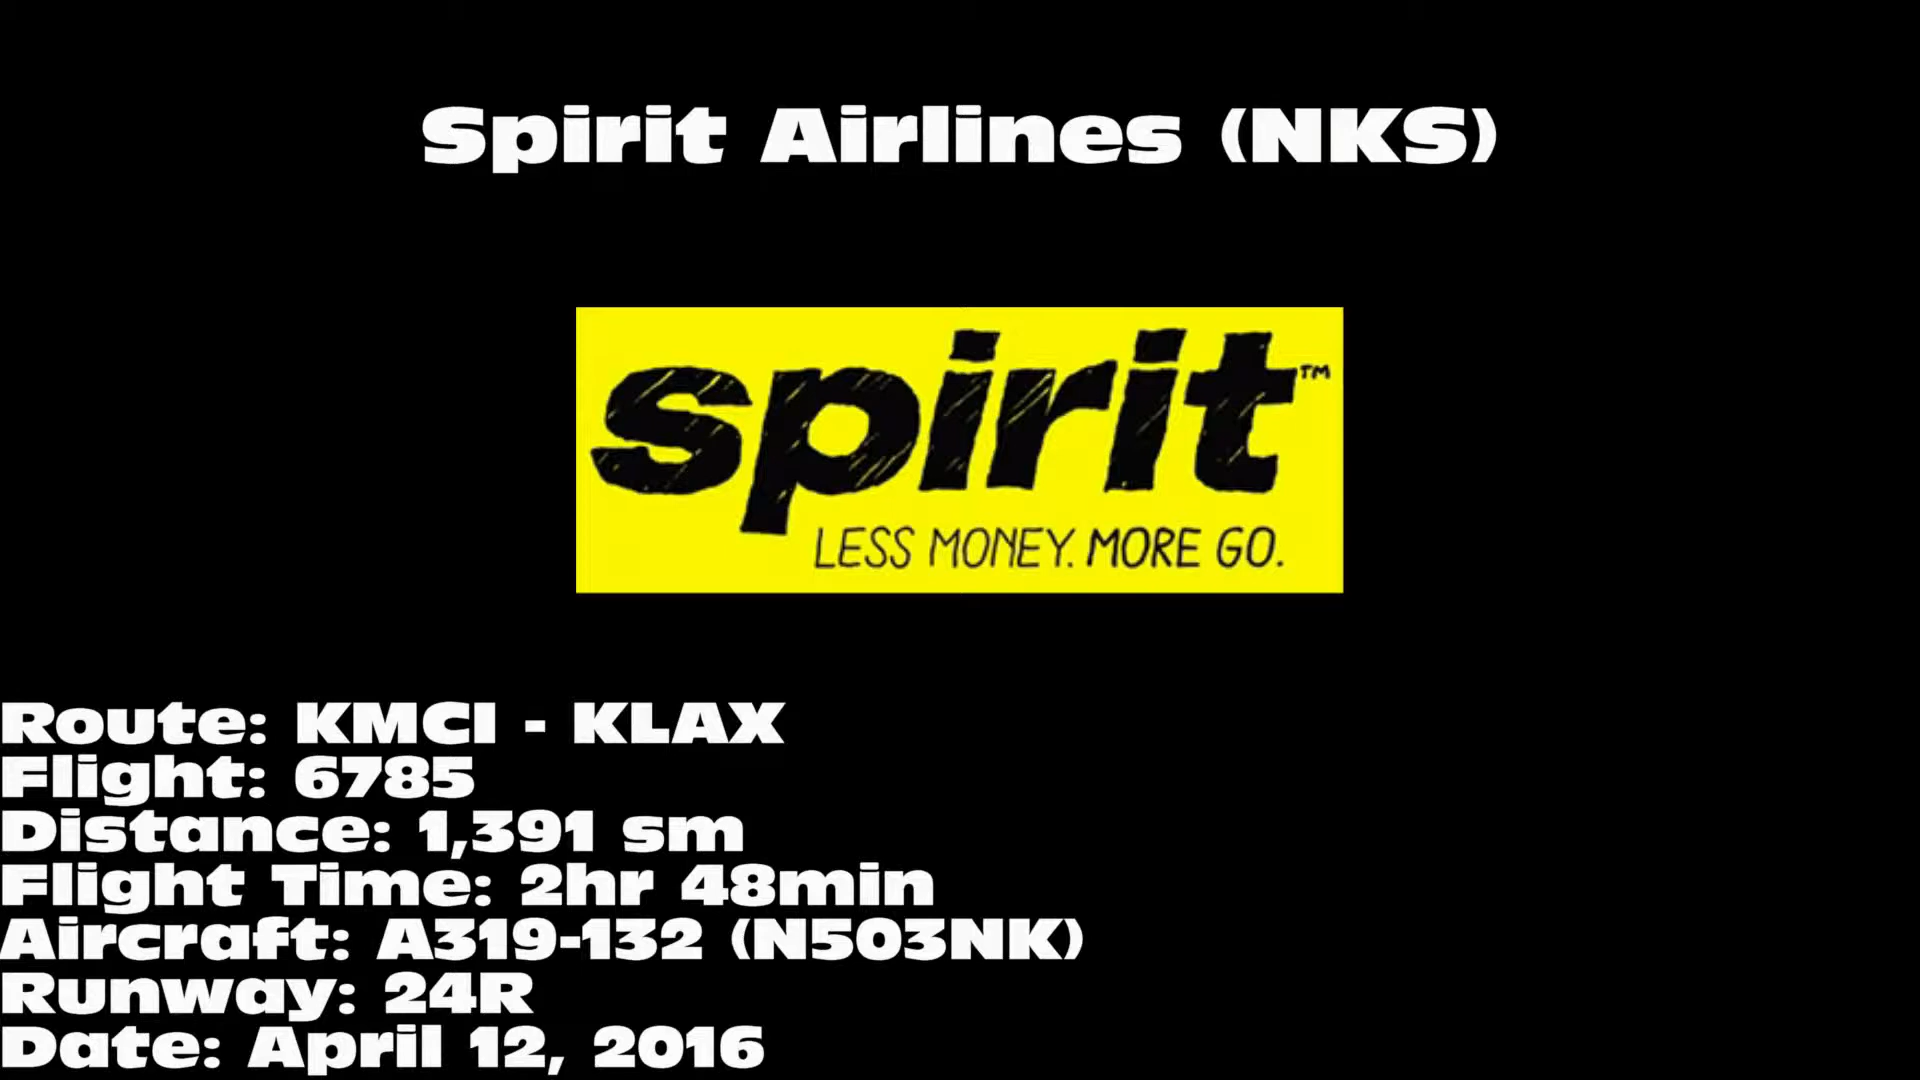 Spirit Airlines (NKS)
spirit™
LESS MONEY. MORE GO.
Route: KMCI - KLAX
Flight: 6785
Distance: 1,391 sm
Flight Time: 2hr 48min
Aircraft: A319-132 (N503NK)
Runway: 24R
Date: April 12, 2016